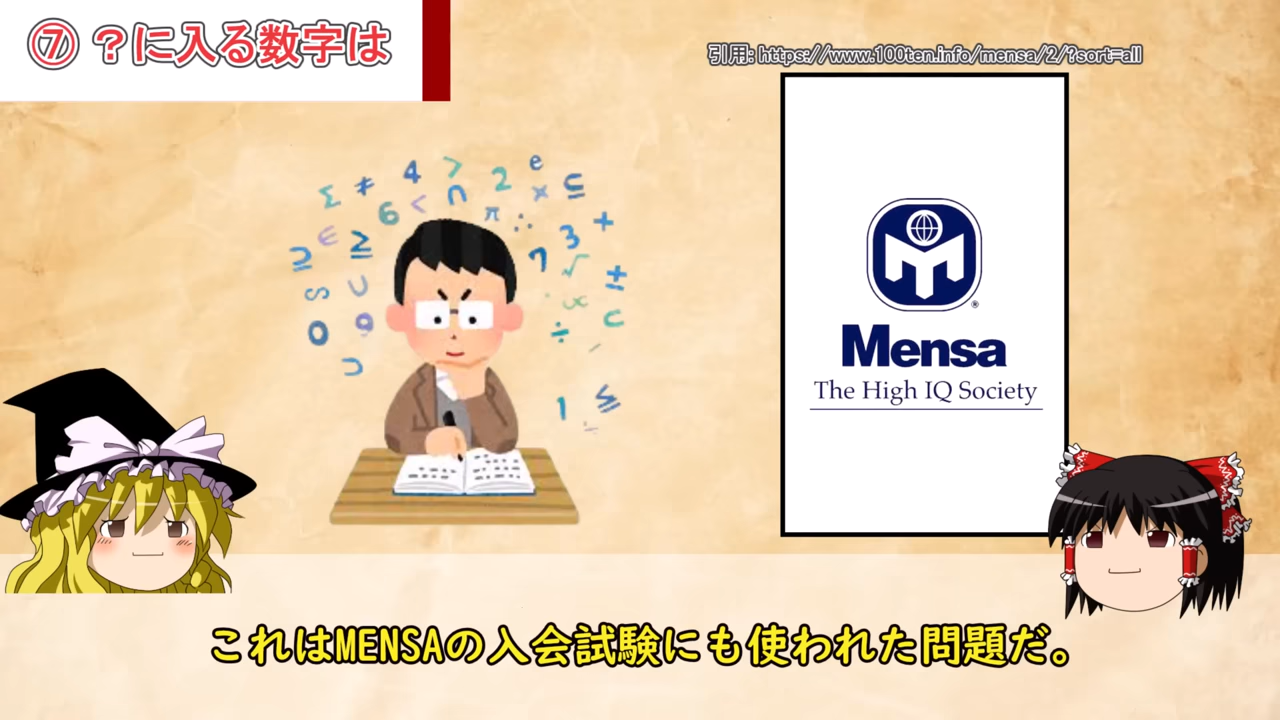 ⑦ ?に入る数字は
引用: https://www.100ten.info/mensa/2/?sort=all
Mensa
The High IQ Society
これはMENSAの入会試験にも使われた問題だ。